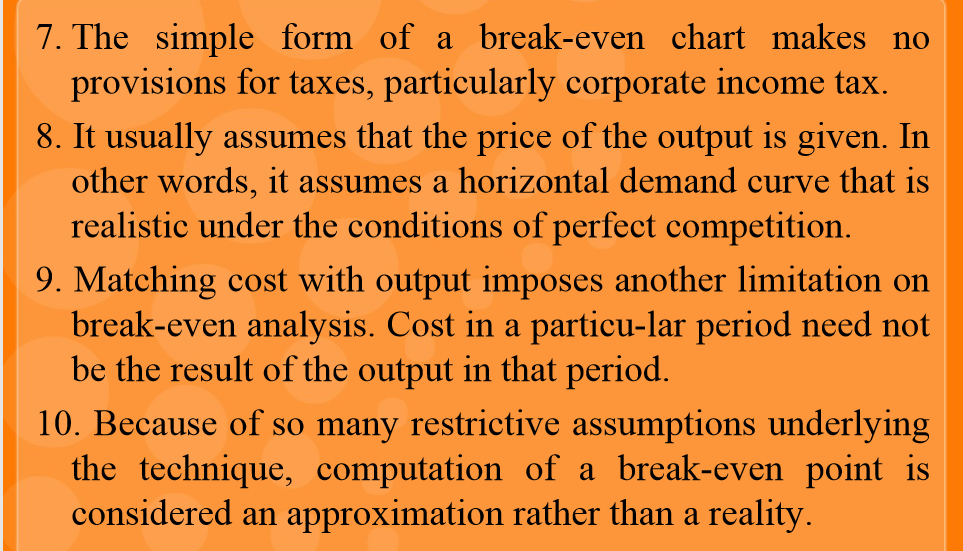 7. The simple form of a break-even chart makes no
provisions for taxes, particularly corporate income tax.
8. It usually assumes that the price of the output is given. In
other words, it assumes a horizontal demand curve that is
realistic under the conditions of perfect competition.
9. Matching cost with output imposes another limitation on
break-even analysis. Cost in a particu-lar period need not
be the result of the output in that period.
10. Because of so many restrictive assumptions underlying
the technique, computation of a break-even point is
considered an approximation rather than a reality.